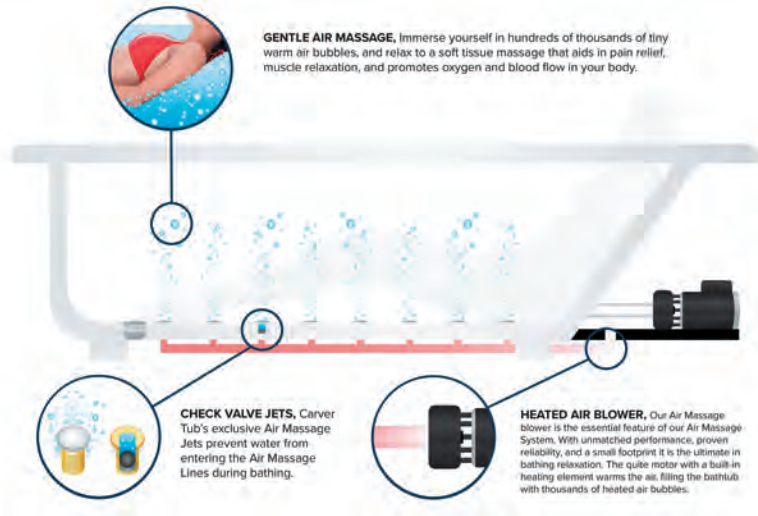 GENTLE AIR MASSAGE, Immerse yourself in hundreds of thousands of tiny
warm air bubbles, and relax to a soft tissue massage that aids in pain relief,
muscle relaxation, and promotes oxygen and blood flow in your body.
CHECK VALVE JETS, Carver
Tub's exclusive Air Massage
Jets prevent water from
entering the Air Massage
Lines during bathing.
HEATED AIR BLOWER, Our Air Massage
blower is the essential feature of our Air Massage
System. With unmatched performance, proven
reliability, and a small footprint it is the ultimate in
bathing relaxation. The quite motor with a built-in
heating element warms the air, filling the bathtub
with thousands of heated air bubbles.